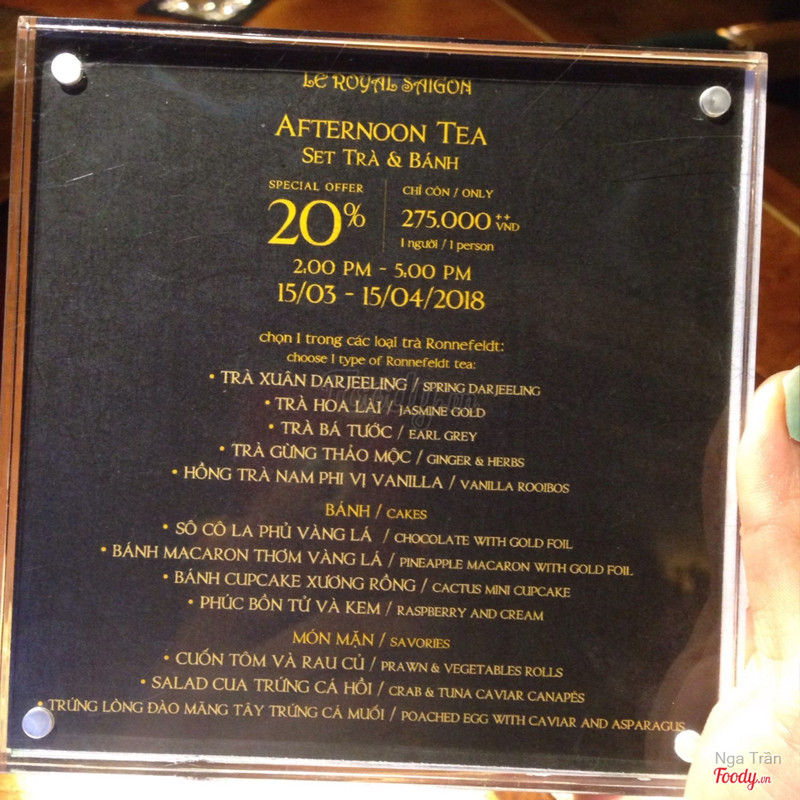 LE ROYAL SAIGON
AFTERNOON TEA
SET TRÀ & BÁNH
SPECIAL OFFER
20%
CHỈ CÒN / ONLY
275.000++ VND
1 người / 1 person
2:00 PM - 5:00 PM
15/03 - 15/04/2018
chọn 1 trong các loại trà Ronnefeldt:
choose 1 type of Ronnefeldt tea:
• TRÀ XUÂN DARJEELING / SPRING DARJEELING
• TRÀ HOA LÀI / JASMINE GOLD
• TRÀ BÁ TƯỚC / EARL GREY
• TRÀ GỪNG THẢO MỘC / GINGER & HERBS
• HỒNG TRÀ NAM PHI VỊ VANILLA / VANILLA ROOIBOS
BÁNH / CAKES
• SÔ CÔ LA PHỦ VÀNG LÁ / CHOCOLATE WITH GOLD FOIL
• BÁNH MACARON THƠM VÀNG LÁ / PINEAPPLE MACARON WITH GOLD FOIL
• BÁNH CUPCAKE XƯƠNG RỒNG / CACTUS MINI CUPCAKE
• PHÚC BỒN TỬ VÀ KEM / RASPBERRY AND CREAM
MÓN MẶN / SAVORIES
• CUỐN TÔM VÀ RAU CỦ / PRAWN & VEGETABLES ROLLS
• SALAD CUA TRỨNG CÁ HỒI / CRAB & TUNA CAVIAR CANAPÉS
• TRỨNG LÒNG ĐÀO MĂNG TÂY TRỨNG CÁ MUỐI / POACHED EGG WITH CAVIAR AND ASPARAGUS
Foody.vn
Nga Trần
Foody.vn